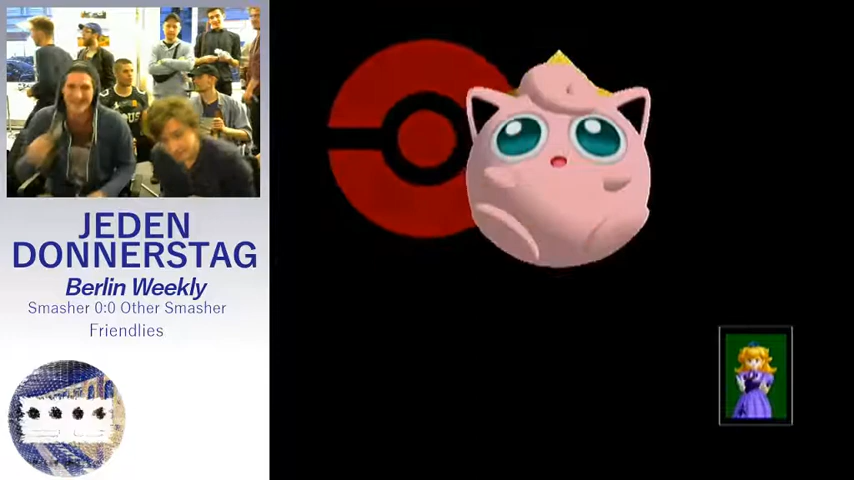 JEDEN
DONNERSTAG
Berlin Weekly
Smasher 0:0 Other Smasher
Friendlies